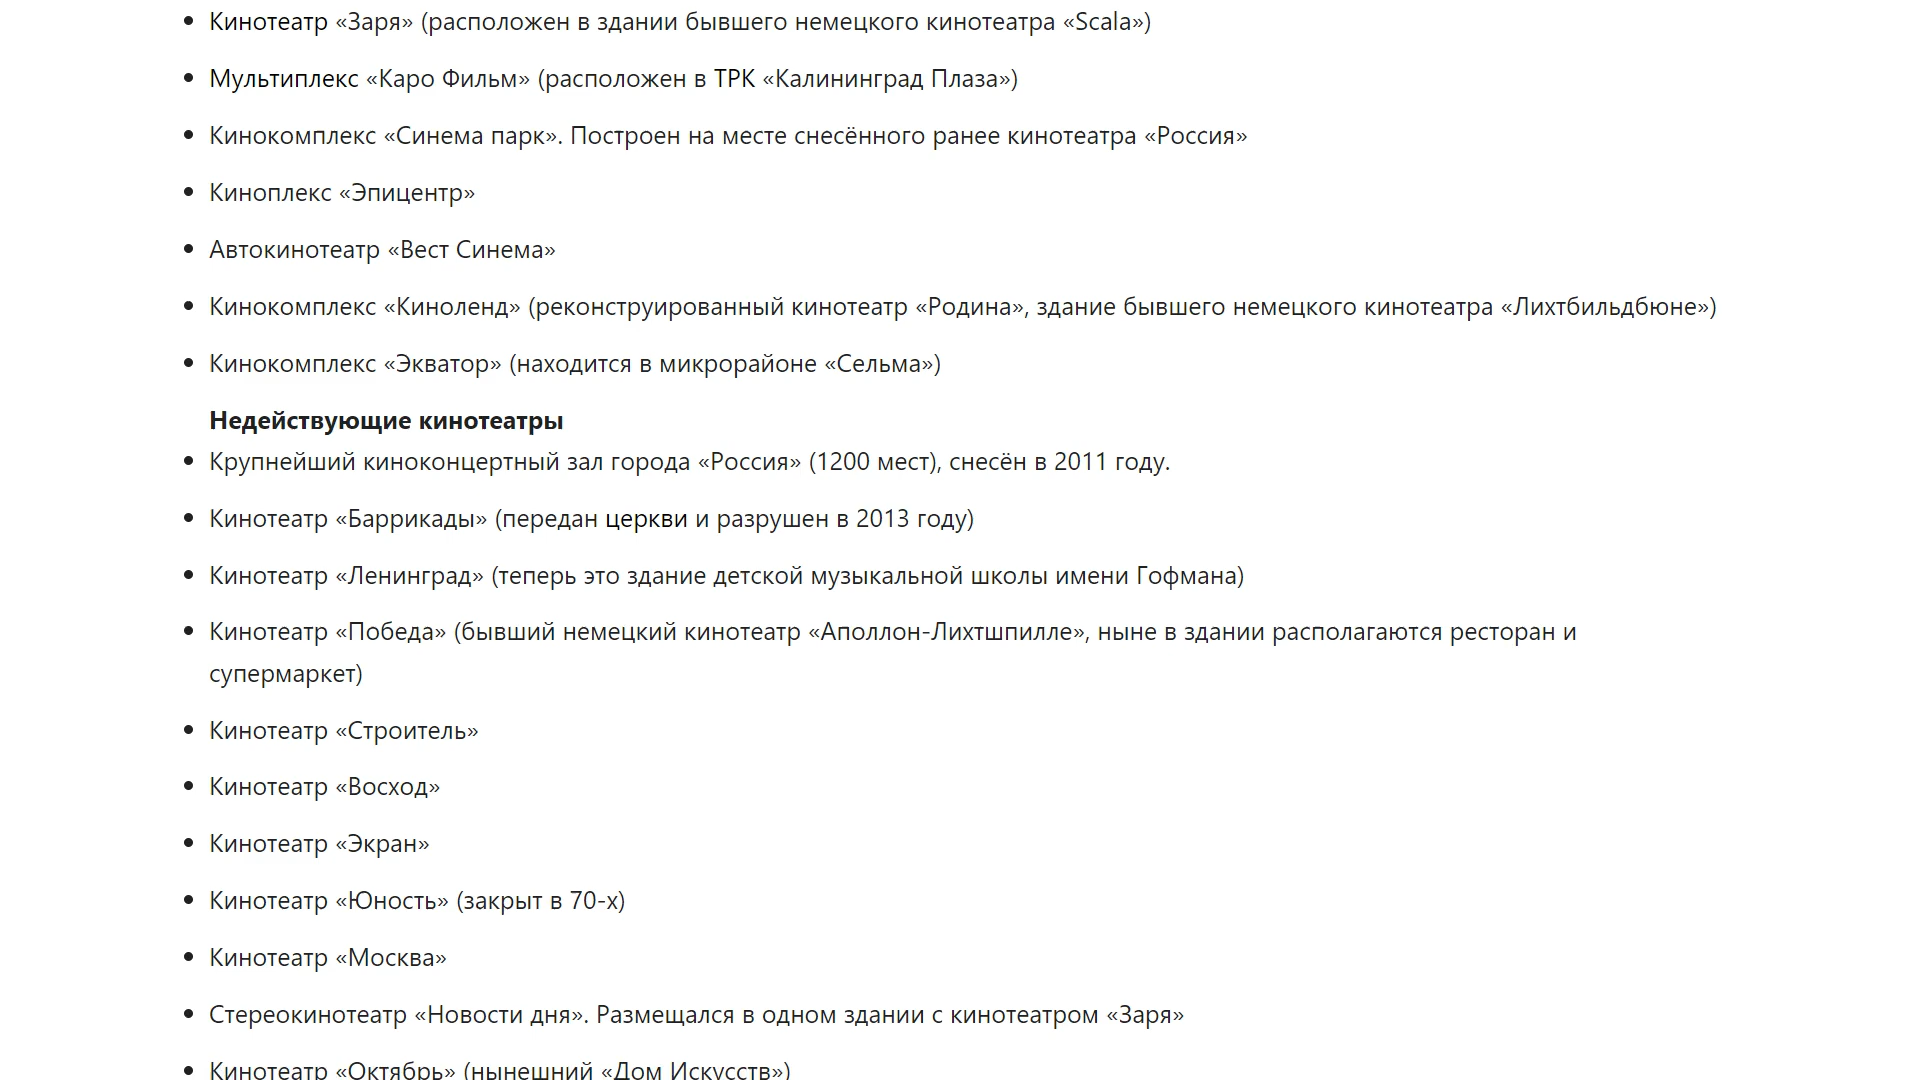 Кинотеатр «Заря» (расположен в здании бывшего немецкого кинотеатра «Scala»)
Мультиплекс «Каро Фильм» (расположен в ТРК «Калининград Плаза»)
Кинокомплекс «Синема парк». Построен на месте снесённого ранее кинотеатра «Россия»
Киноплекс «Эпицентр»
Автокинотеатр «Вест Синема»
Кинокомплекс «Киноленд» (реконструированный кинотеатр «Родина», здание бывшего немецкого кинотеатра «Лихтбильдбюне»)
Кинокомплекс «Экватор» (находится в микрорайоне «Сельма»)
Недействующие кинотеатры
Крупнейший киноконцертный зал города «Россия» (1200 мест), снесён в 2011 году.
Кинотеатр «Баррикады» (передан церкви и разрушен в 2013 году)
Кинотеатр «Ленинград» (теперь это здание детской музыкальной школы имени Гофмана)
Кинотеатр «Победа» (бывший немецкий кинотеатр «Аполлон-Лихтшпилле», ныне в здании располагаются ресторан и
супермаркет)
Кинотеатр «Строитель»
Кинотеатр «Восход»
Кинотеатр «Экран»
Кинотеатр «Юность» (закрыт в 70-х)
Кинотеатр «Москва»
Стереокинотеатр «Новости дня». Размещался в одном здании с кинотеатром «Заря»
Кинотеатр «Октябрь» (нынешний «Дом Искусств»)